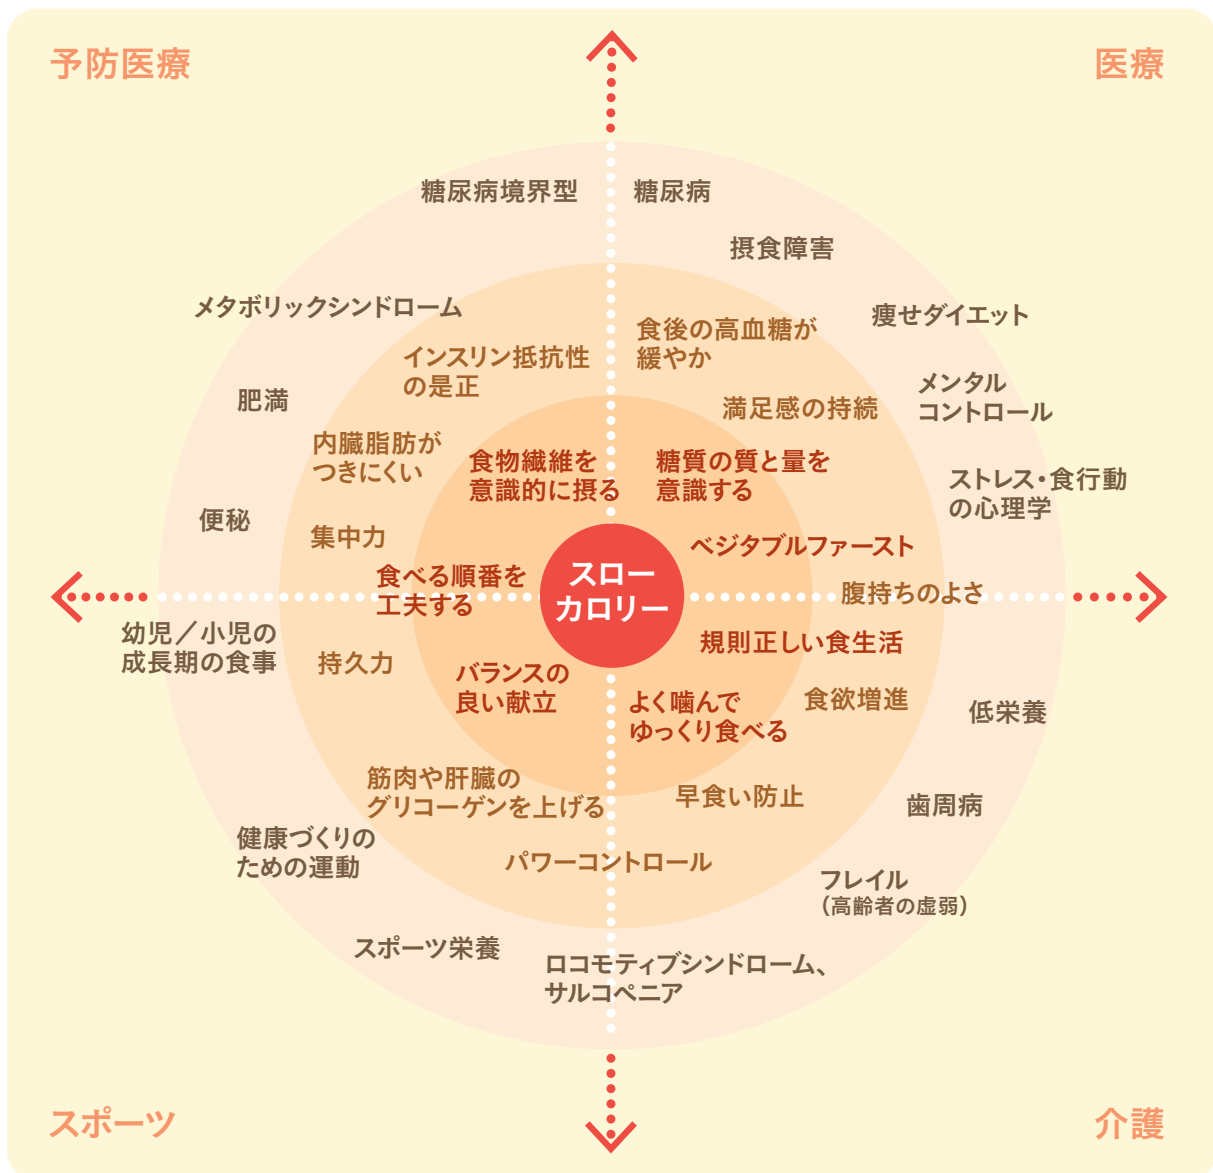 予防医療
医療
糖尿病境界型
糖尿病
摂食障害
メタボリックシンドローム
痩せダイエット
食後の高血糖が
緩やか
インスリン抵抗性
の是正
肥満
メンタル
コントロール
満足感の持続
内臓脂肪が
つきにくい
食物繊維を
意識的に摂る
糖質の質と量を
意識する
ストレス・食行動
の心理学
便秘
集中力
ベジタブルファースト
食べる順番を
工夫する
スロー
カロリー
腹持ちのよさ
幼児／小児の
成長期の食事
持久力
規則正しい食生活
バランスの
良い献立
よく噛んで
ゆっくり食べる
食欲増進
低栄養
筋肉や肝臓の
グリコーゲンを上げる
早食い防止
歯周病
健康づくりの
ための運動
パワーコントロール
フレイル
（高齢者の虚弱）
スポーツ栄養
ロコモティブシンドローム、
サルコペニア
スポーツ
介護